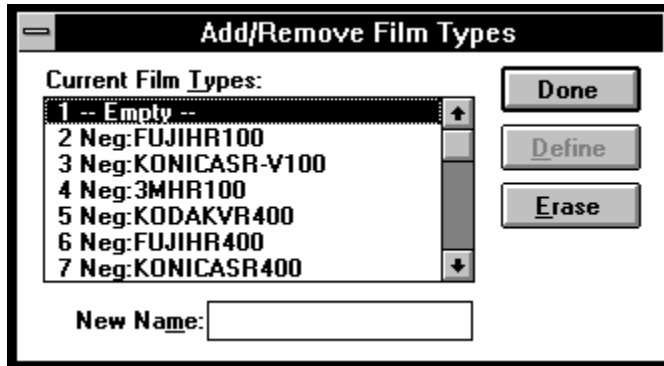 Add/Remove Film Types
Current Film Types:
1 -- Empty --
2 Neg:FUJIHR100
3 Neg:KONICASR-V100
4 Neg:3MHR100
5 Neg:KODAKVR400
6 Neg:FUJIHR400
7 Neg:KONICASR400
New Name:
Done
Define
Erase